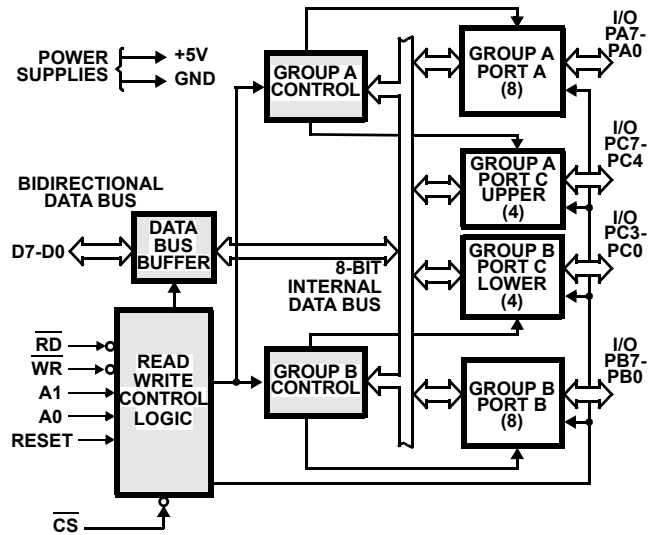 POWER
SUPPLIES
+5V
GND
GROUP A
CONTROL
GROUP A
PORT A
(8)
I/O
PA7-
PA0
GROUP A
PORT C
UPPER
(4)
I/O
PC7-
PC4
BIDIRECTIONAL
DATA BUS
D7-D0
DATA
BUS
BUFFER
8-BIT
INTERNAL
DATA BUS
GROUP B
PORT C
LOWER
(4)
I/O
PC3-
PC0
RD
WR
A1
A0
RESET
READ
WRITE
CONTROL
LOGIC
GROUP B
CONTROL
GROUP B
PORT B
(8)
I/O
PB7-
PB0
CS